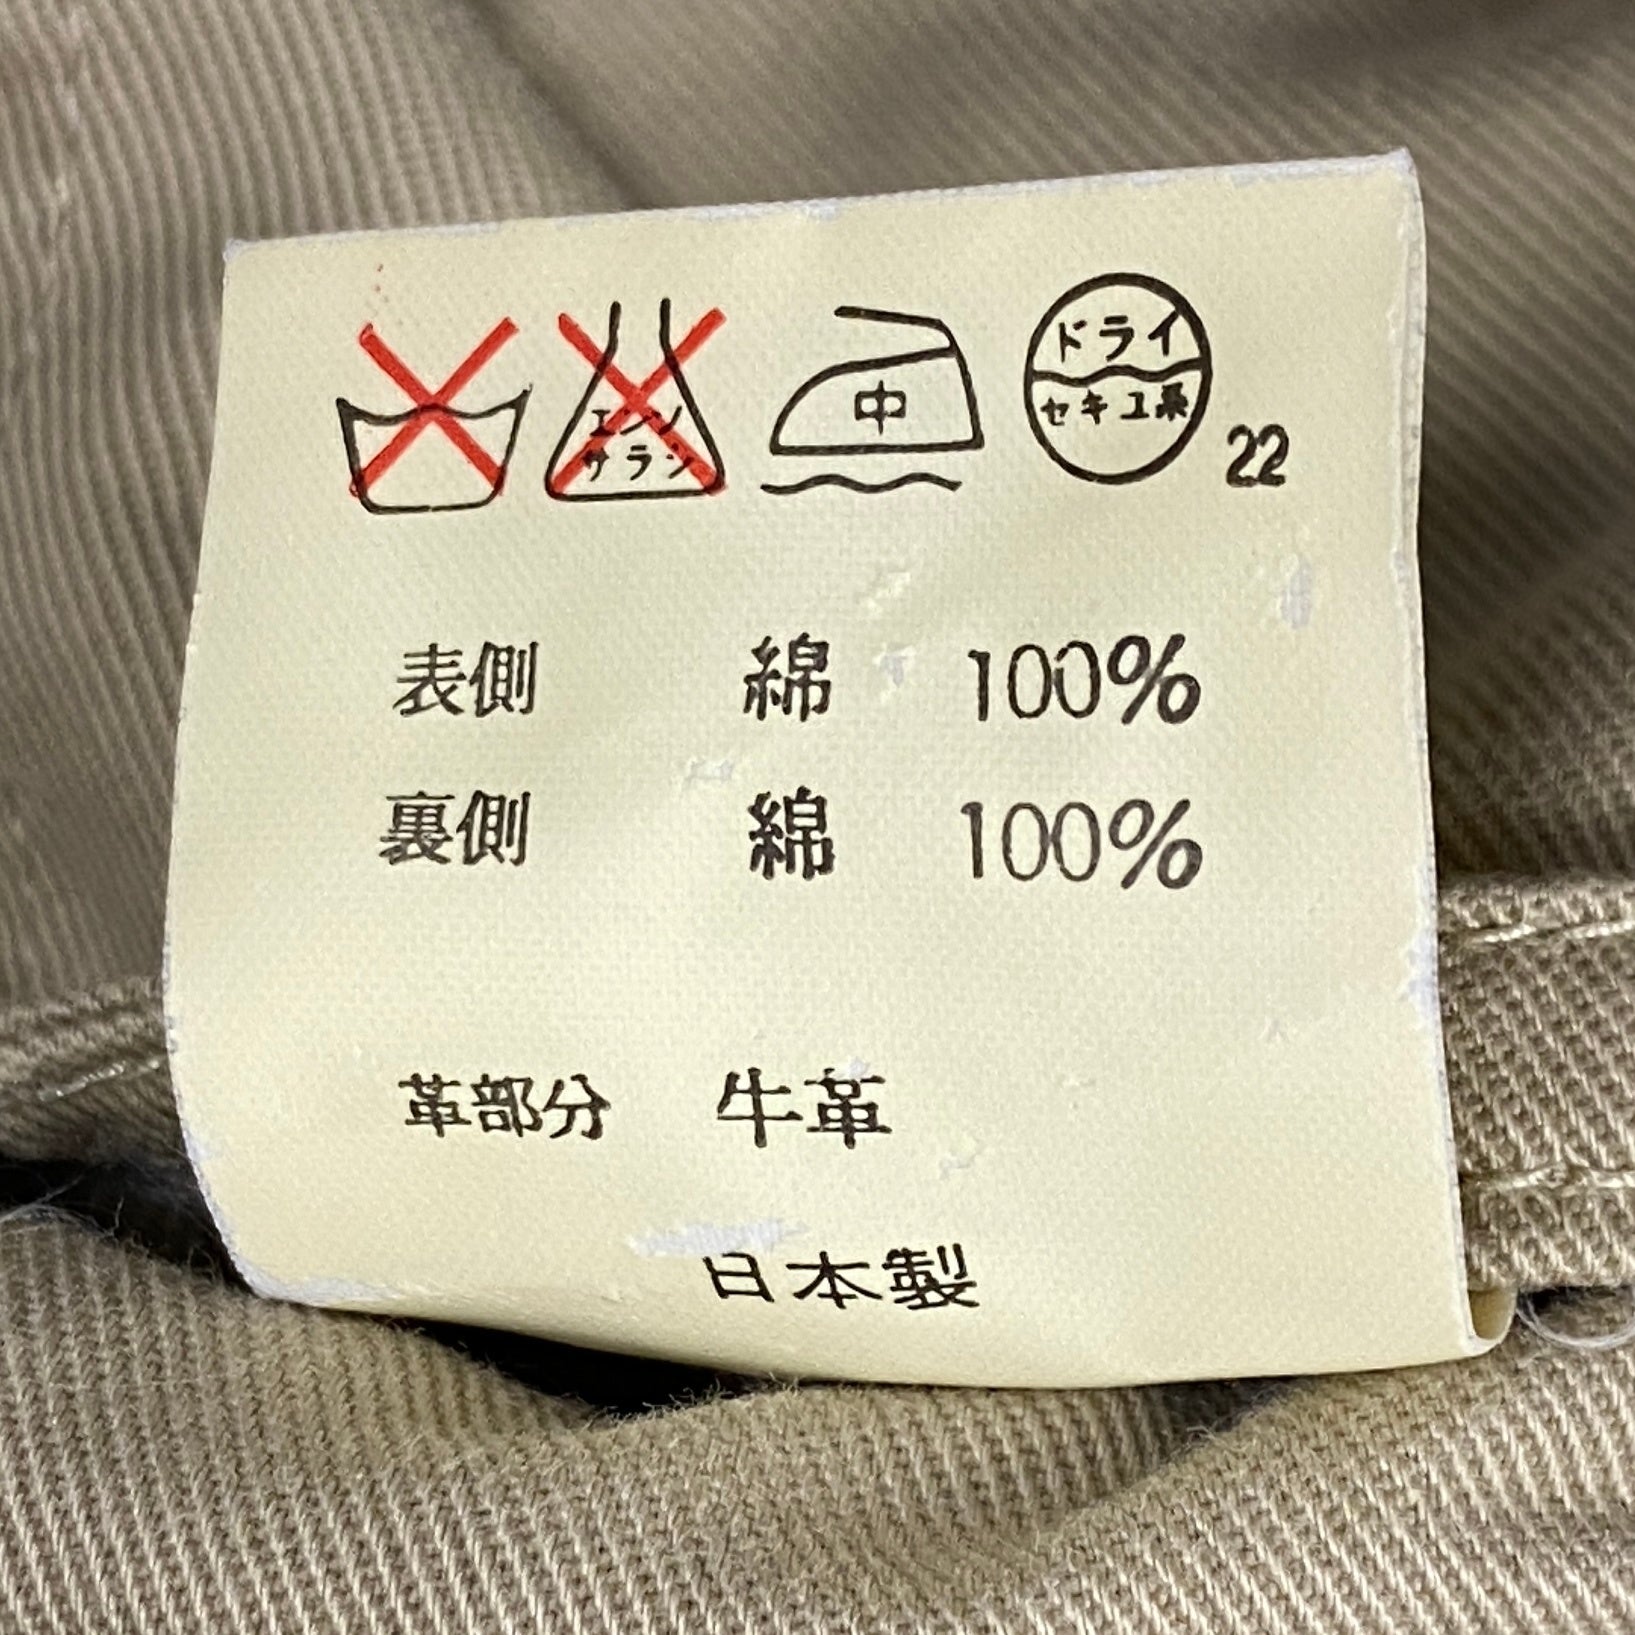 エンソ
サラシ
中
ドライ
セキユ系
22
表側 綿 100%
裏側 綿 100%
革部分 牛革
日本製